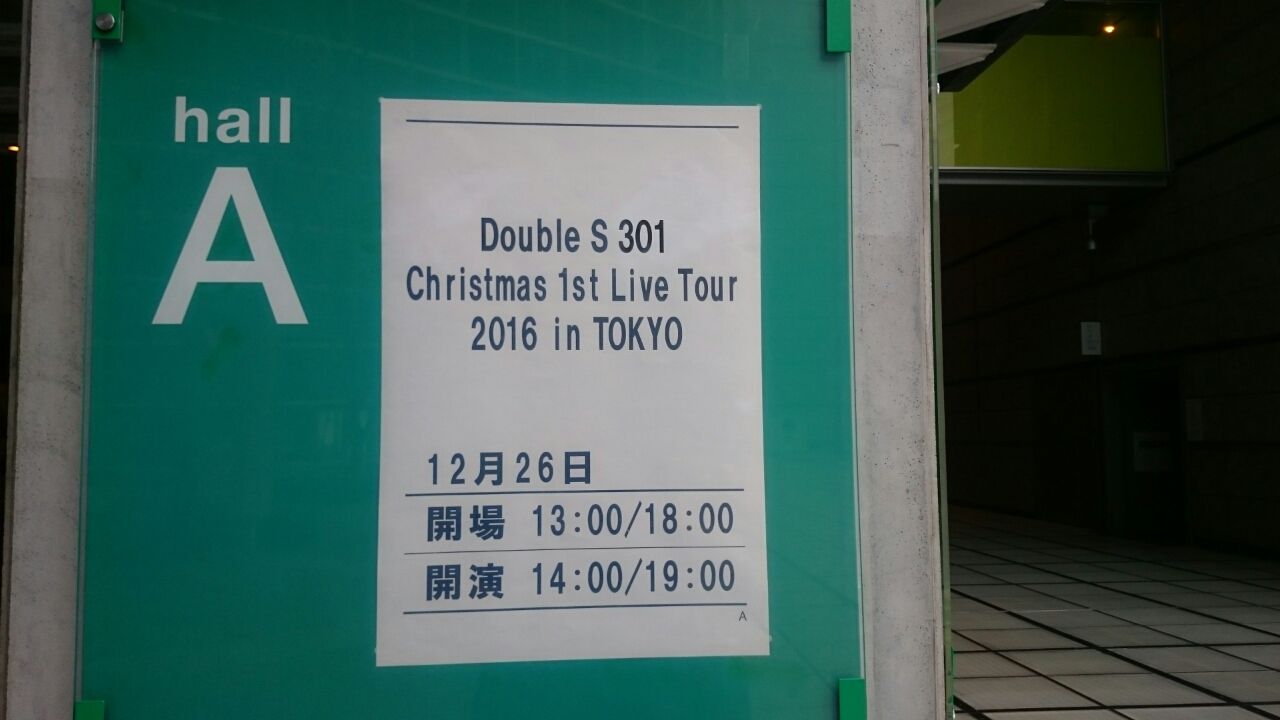 hall
A
Double S 301
Christmas 1st Live Tour
2016 in TOKYO
12月26日
開場 13:00/18:00
開演 14:00/19:00
A